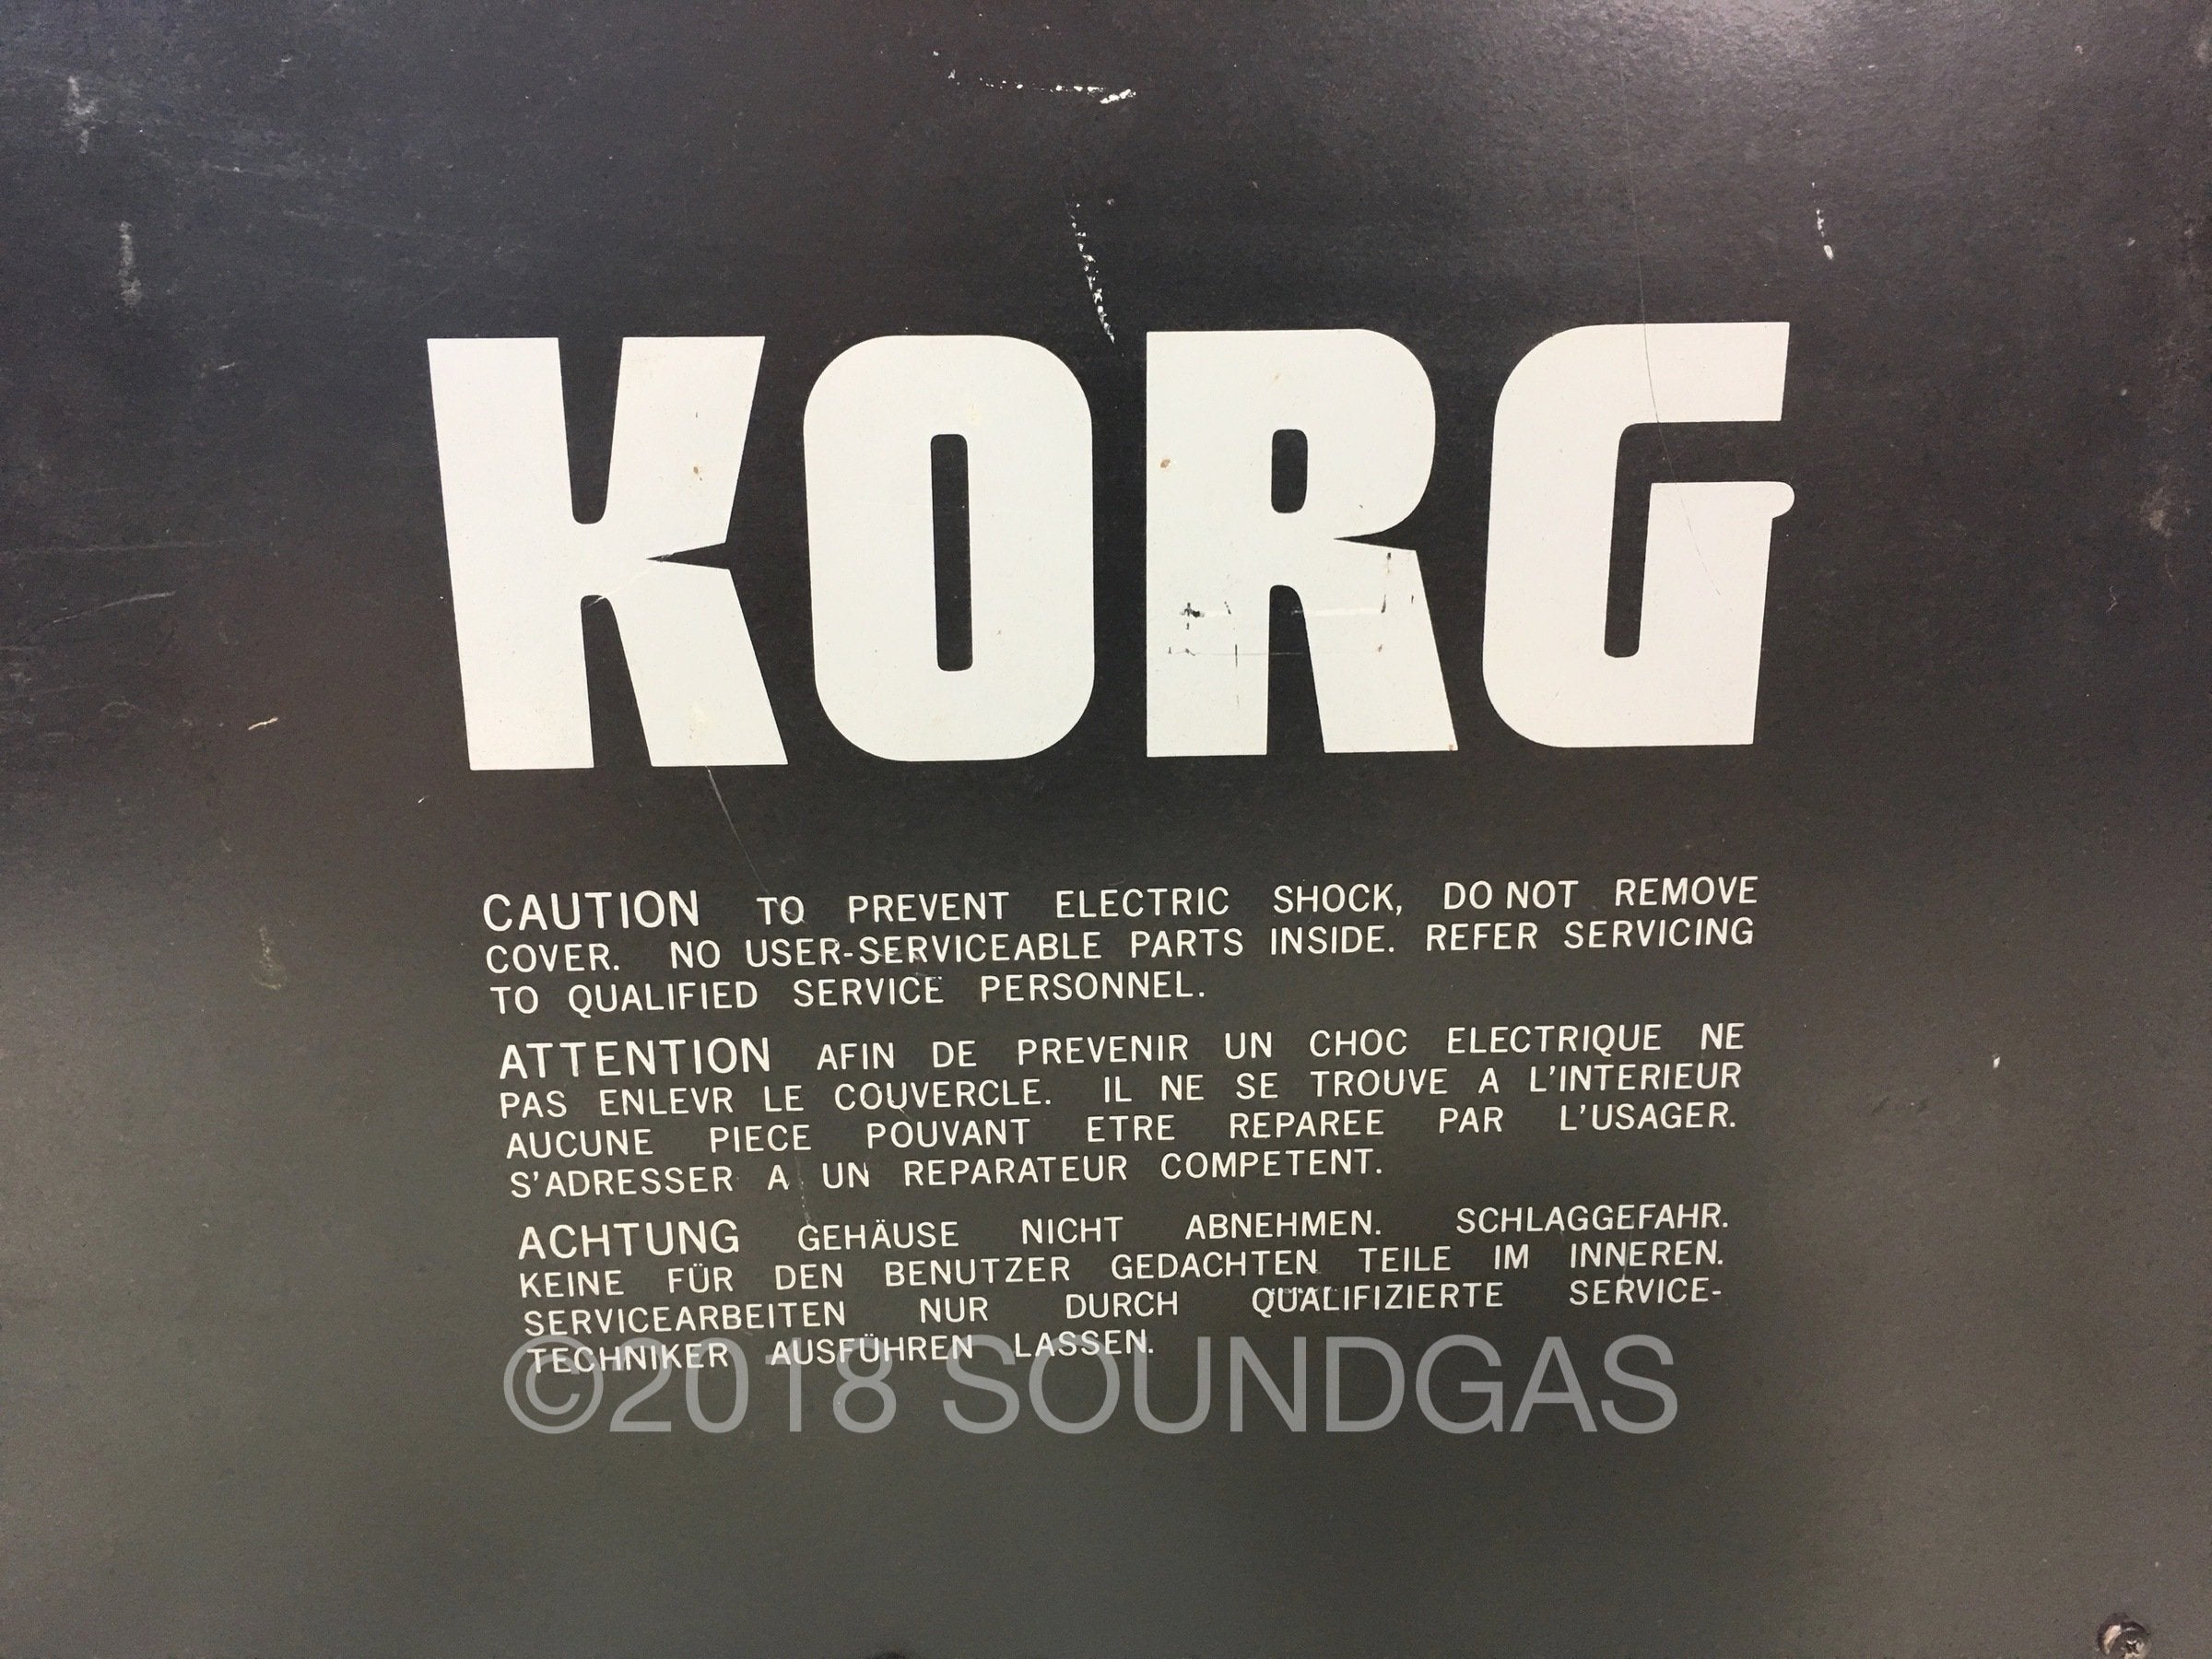 KORG
CAUTION TO PREVENT ELECTRIC SHOCK, DO NOT REMOVE
COVER. NO USER-SERVICEABLE PARTS INSIDE. REFER SERVICING
TO QUALIFIED SERVICE PERSONNEL.
ATTENTION AFIN DE PREVENIR UN CHOC ELECTRIQUE NE
PAS ENLEVR LE COUVERCLE. IL NE SE TROUVE A L'INTERIEUR
AUCUNE PIECE POUVANT ETRE REPAREE PAR L'USAGER.
S'ADRESSER A UN REPARATEUR COMPETENT.
ACHTUNG GEHÄUSE NICHT ABNEHMEN. SCHLAGGEFAHR.
KEINE FÜR DEN BENUTZER GEDACHTEN TEILE IM INNEREN.
SERVICEARBEITEN NUR DURCH QUALIFIZIERTE SERVICE-
TECHNIKER AUSFÜHREN LASSEN.
©2018 SOUNDGAS